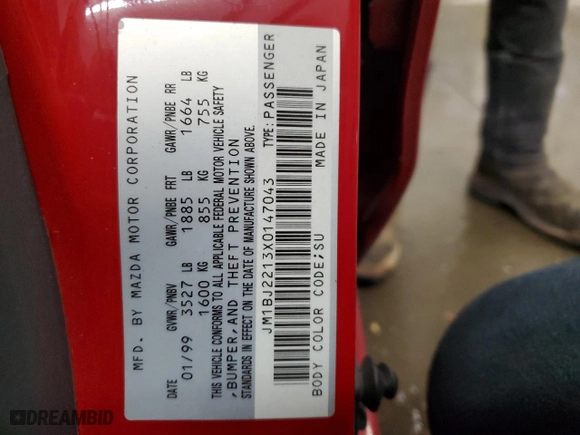 MFD. BY MAZDA MOTOR CORPORATION
DATE GVWR/PNBV GAWR/PNBE FRT GAWR/PNBE RR
01/99 3527 LB 1885 LB 1664 LB
1600 KG 855 KG 755 KG
THIS VEHICLE CONFORMS TO ALL APPLICABLE FEDERAL MOTOR VEHICLE SAFETY
, BUMPER, AND THEFT PREVENTION
STANDARDS IN EFFECT ON THE DATE OF MANUFACTURE SHOWN ABOVE.
JM1BJ2213X0147043 TYPE: PASSENGER
BODY COLOR CODE;SU MADE IN JAPAN
DREAMBID